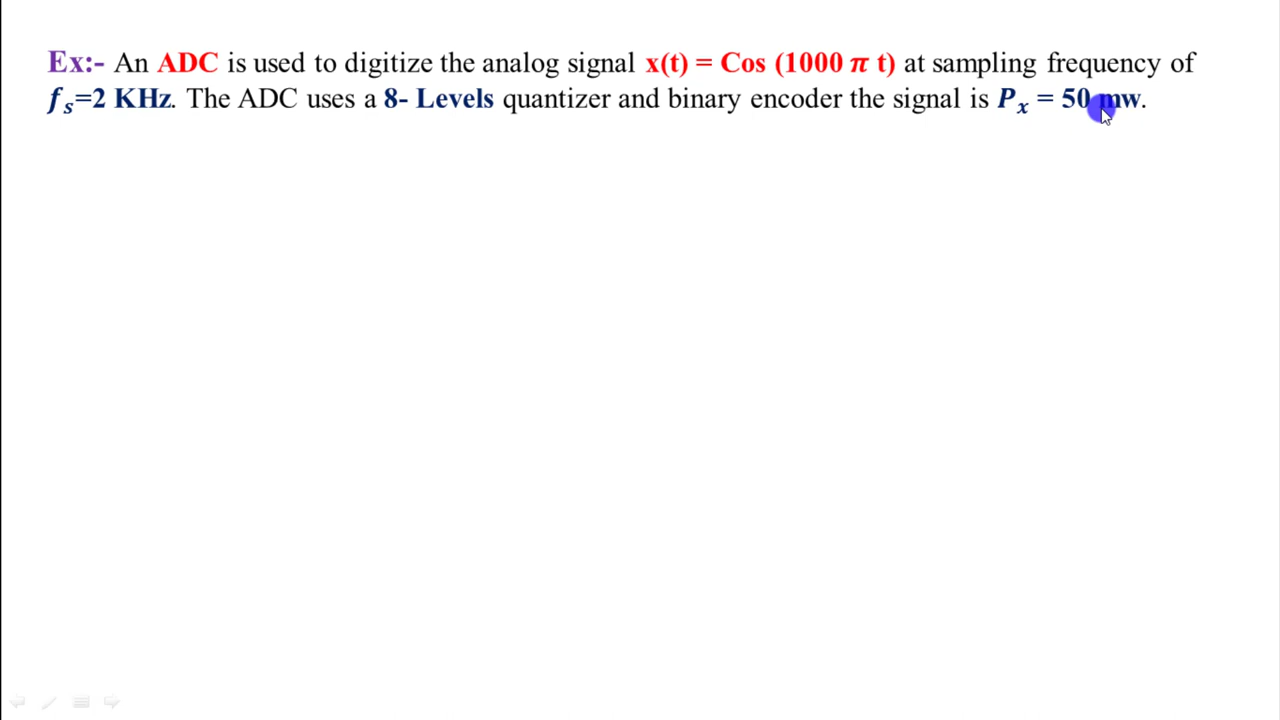 Ex:- An ADC is used to digitize the analog signal x(t) = Cos (1000 π t) at sampling frequency of
fₛ=2 KHz. The ADC uses a 8- Levels quantizer and binary encoder the signal is Pₓ = 50 mw.